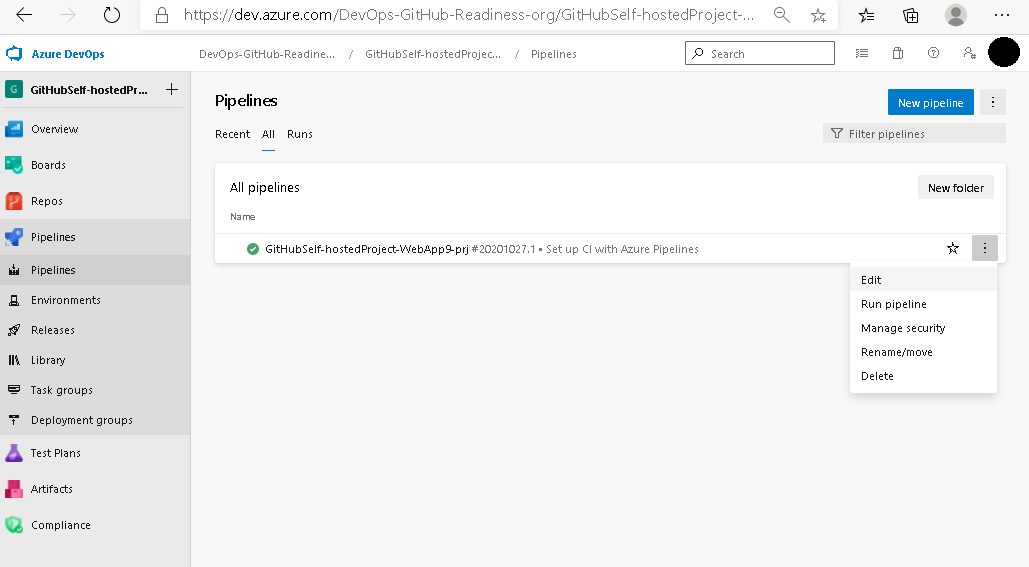 https://dev.azure.com/DevOps-GitHub-Readiness-org/GitHubSelf-hostedProject-...
Azure DevOps
DevOps-GitHub-Readine... / GitHubSelf-hostedProjec... / Pipelines
Search
G GitHubSelf-hostedPr... +
Overview
Boards
Repos
Pipelines
Pipelines
Environments
Releases
Library
Task groups
Deployment groups
Test Plans
Artifacts
Compliance
Pipelines
New pipeline
Recent All Runs
Filter pipelines
All pipelines
New folder
Name
GitHubSelf-hostedProject-WebApp9-prj #20201027.1 • Set up CI with Azure Pipelines
Edit
Run pipeline
Manage security
Rename/move
Delete